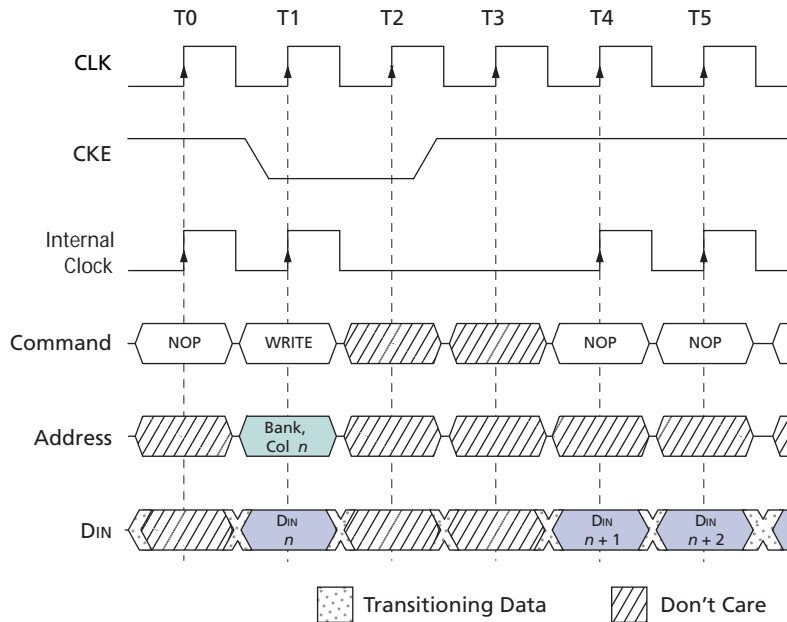 T0 T1 T2 T3 T4 T5
CLK
CKE
Internal
Clock
Command NOP WRITE NOP NOP
Address Bank,
Col n
DIN DIN
n DIN
n + 1 DIN
n + 2
Transitioning Data Don't Care